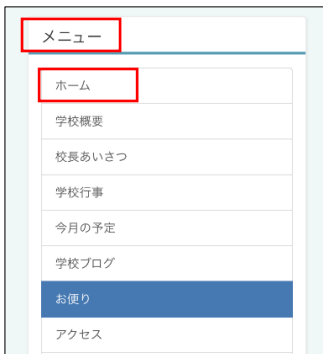 メニュー
ホーム
学校概要
校長あいさつ
学校行事
今月の予定
学校ブログ
お便り
アクセス